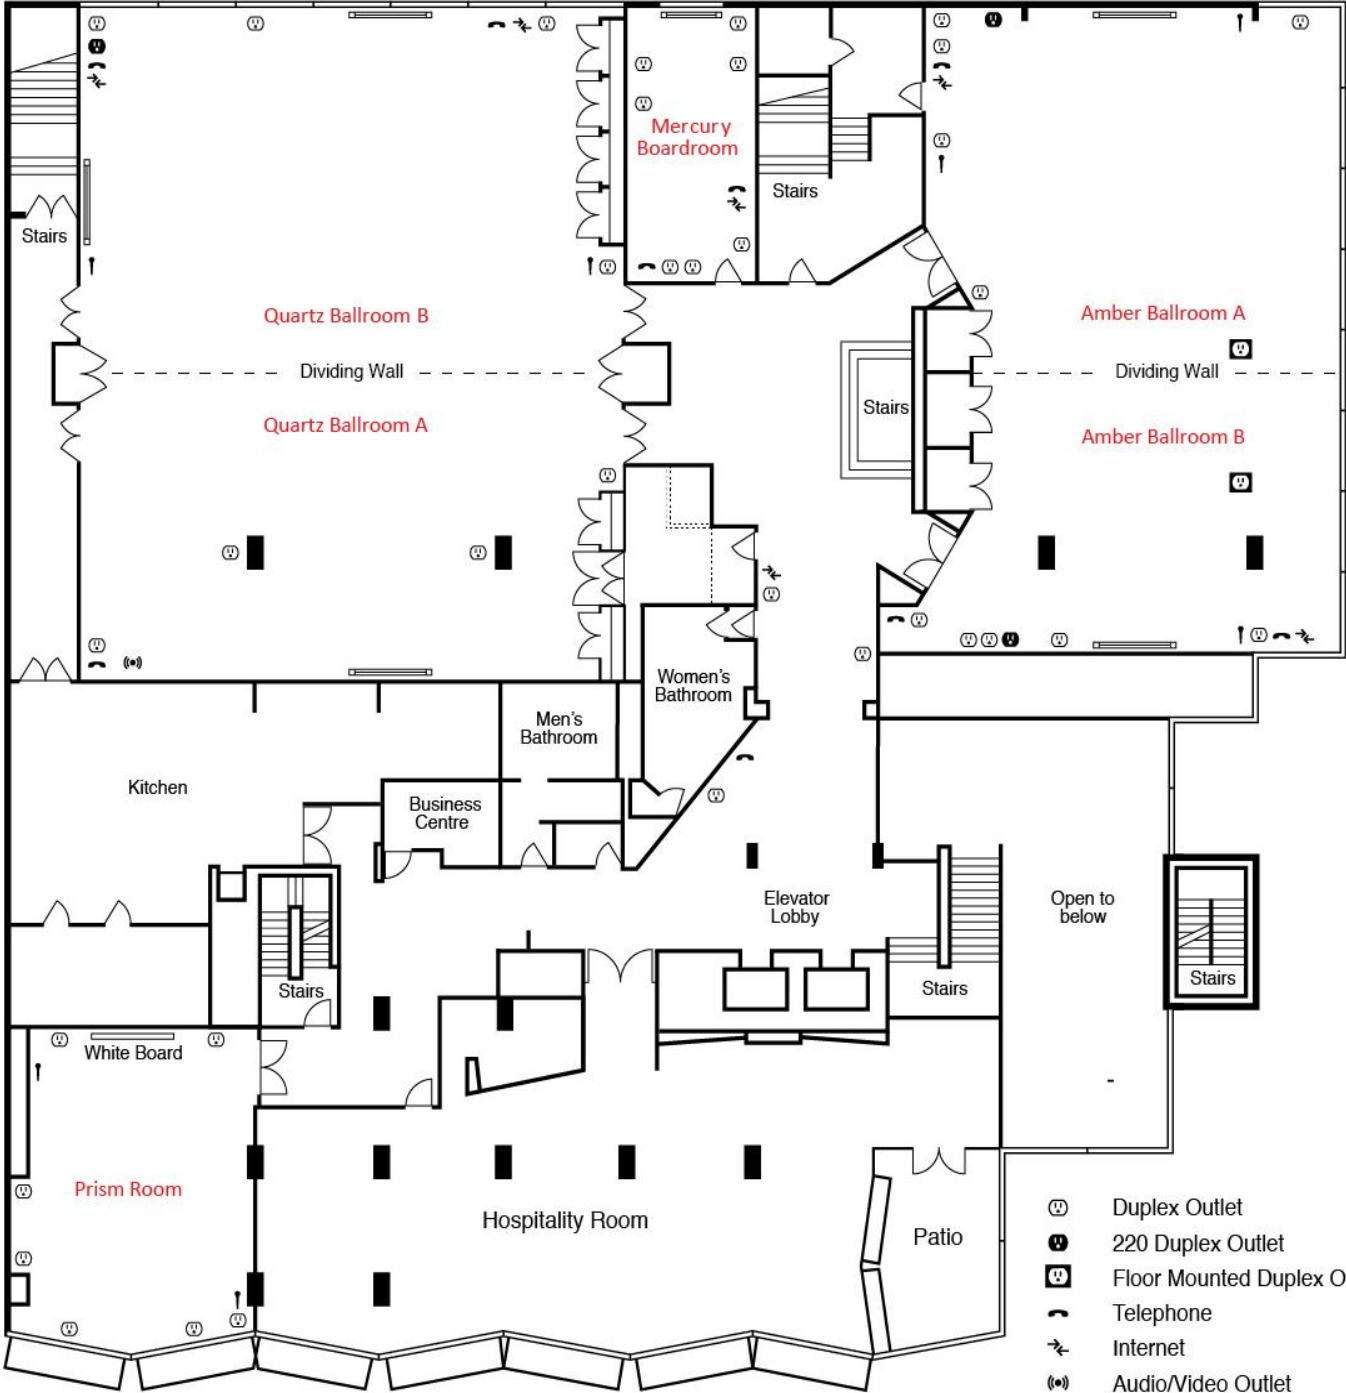 Mercury
Boardroom
Stairs
Stairs
Quartz Ballroom B
Amber Ballroom A
Dividing Wall
Dividing Wall
Stairs
Quartz Ballroom A
Amber Ballroom B
Women's
Bathroom
Men's
Bathroom
Kitchen
Business
Centre
Elevator
Lobby
Open to
below
Stairs
Stairs
Stairs
White Board
Prism Room
Hospitality Room
Patio
Duplex Outlet
220 Duplex Outlet
Floor Mounted Duplex O
Telephone
Internet
Audio/Video Outlet